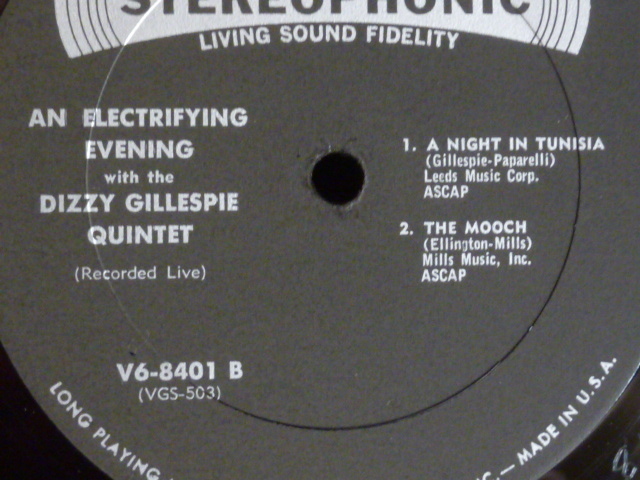 STEREOPHONIC
LIVING SOUND FIDELITY
AN ELECTRIFYING
EVENING
with the
DIZZY GILLESPIE
QUINTET
(Recorded Live)
1. A NIGHT IN TUNISIA
(Gillespie-Paparelli)
Leeds Music Corp.
ASCAP
2. THE MOOCH
(Ellington-Mills)
Mills Music, Inc.
ASCAP
V6-8401 B
(VGS-503)
LONG PLAYING
C.—MADE IN U.S.A.